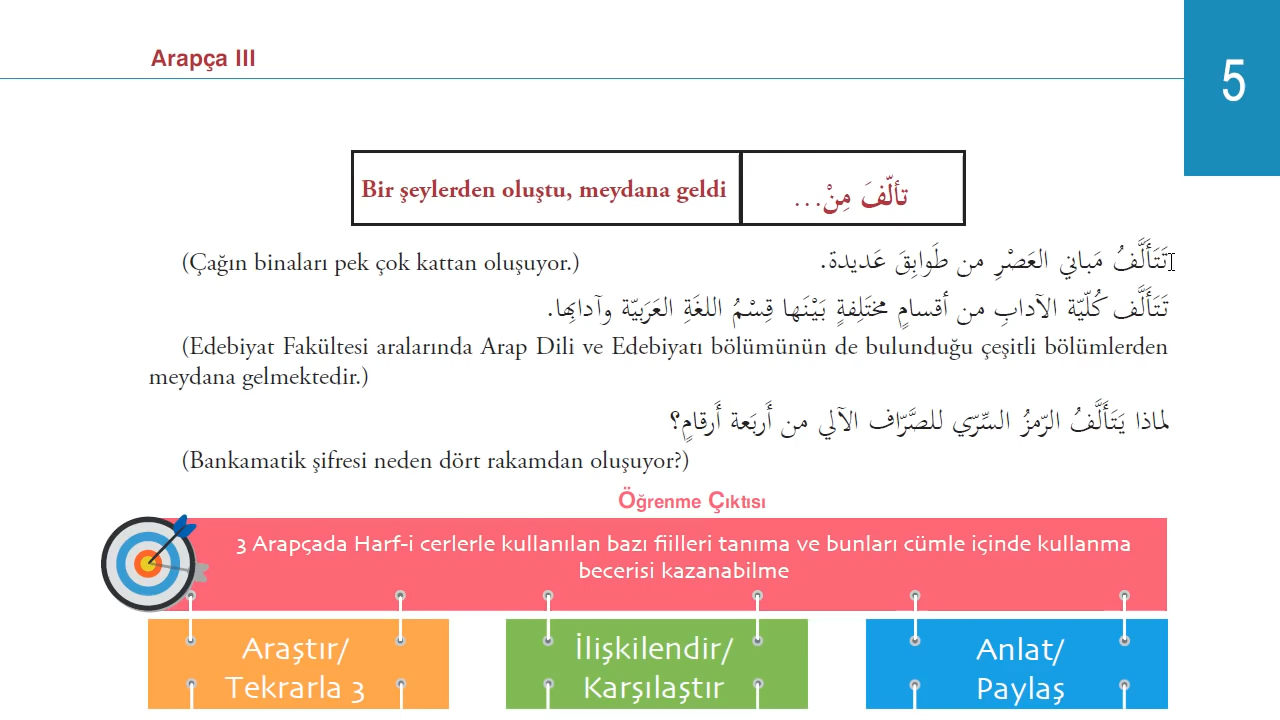 Arapça III
5
Bir şeylerden oluştu, meydana geldi
تألّفَ مِنْ...
تَتَأَلَّفُ مَباني العَصْرِ من طَوابِقَ عَديدة.
(Çağın binaları pek çok kattan oluşuyor.)
تَتَأَلَّف كُلّيّة الآدابِ من أقسامٍ مختَلِفةٍ بَيْنَها قِسْمُ اللغَةِ العَرَبيّة وآدابِها.
(Edebiyat Fakültesi aralarında Arap Dili ve Edebiyatı bölümünün de bulunduğu çeşitli bölümlerden
meydana gelmektedir.)
لماذا يَتَأَلَّفُ الرّمزُ السِّرّي للصَّرّاف الآلي من أَربَعة أَرقامٍ؟
(Bankamatik şifresi neden dört rakamdan oluşuyor?)
Öğrenme Çıktısı
3 Arapçada Harf-i cerlerle kullanılan bazı fiilleri tanıma ve bunları cümle içinde kullanma
becerisi kazanabilme
Araştır/
Tekrarla 3
İlişkilendir/
Karşılaştır
Anlat/
Paylaş